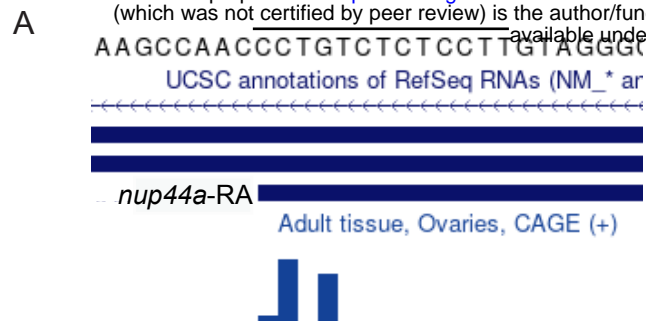 (which was not certified by peer review) is the author/fun
A
available unde
AAGCCAACCCTGTCTCTCCTTGTAGGG
UCSC annotations of RefSeq RNAs (NM_* ar
nup44a-RA
Adult tissue, Ovaries, CAGE (+)